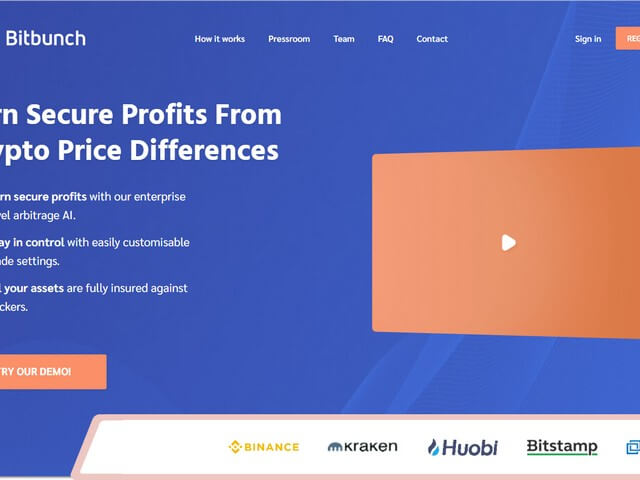 Bitbunch
How it works
Pressroom
Team
FAQ
Contact
Sign in
REG
rn Secure Profits From
ypto Price Differences
rn secure profits with our enterprise
vel arbitrage AI.
ay in control with easily customisable
de settings.
l your assets are fully insured against
ckers.
TRY OUR DEMO!
BINANCE
kraken
Huobi
Bitstamp